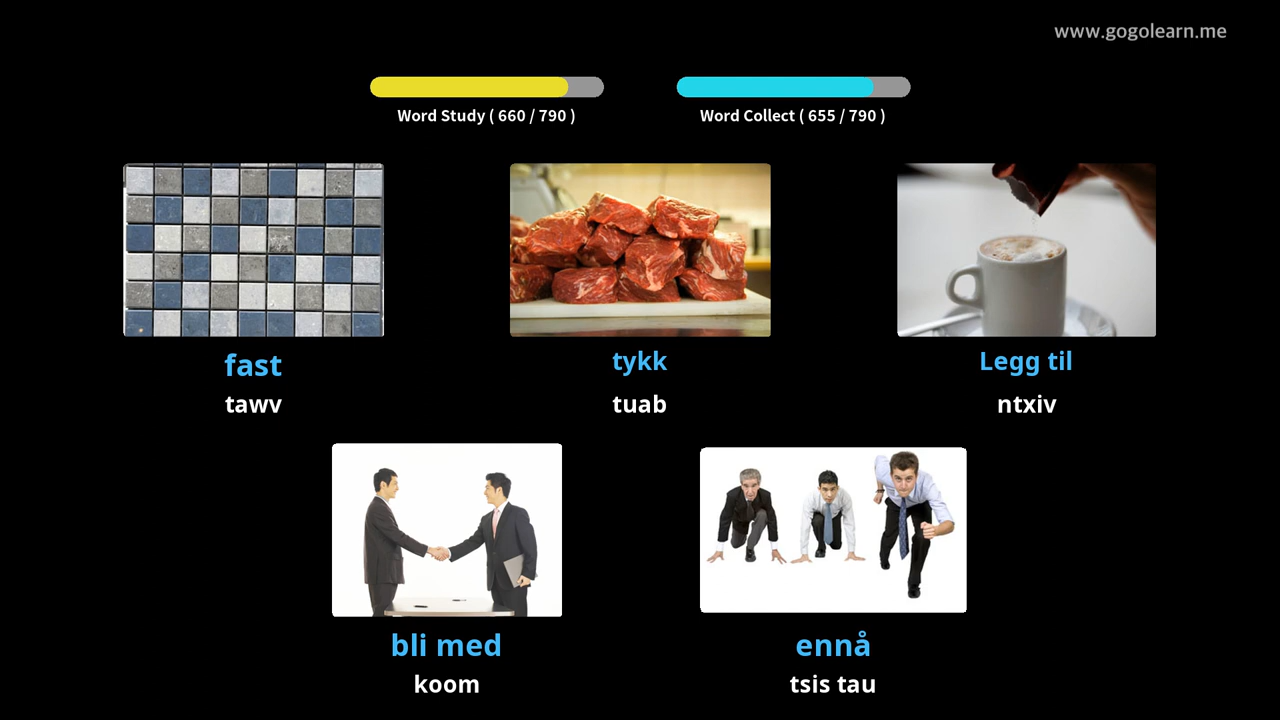 www.gogolearn.me
Word Study ( 660 / 790 )
Word Collect ( 655 / 790 )
fast
tawv
tykk
tuab
Legg til
ntxiv
bli med
koom
ennå
tsis tau